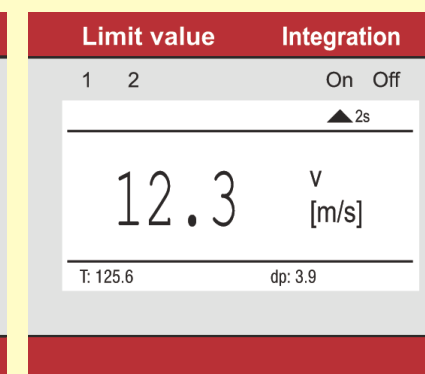 Limit value Integration
1 2 On Off
2s
12.3 v
[m/s]
T: 125.6 dp: 3.9